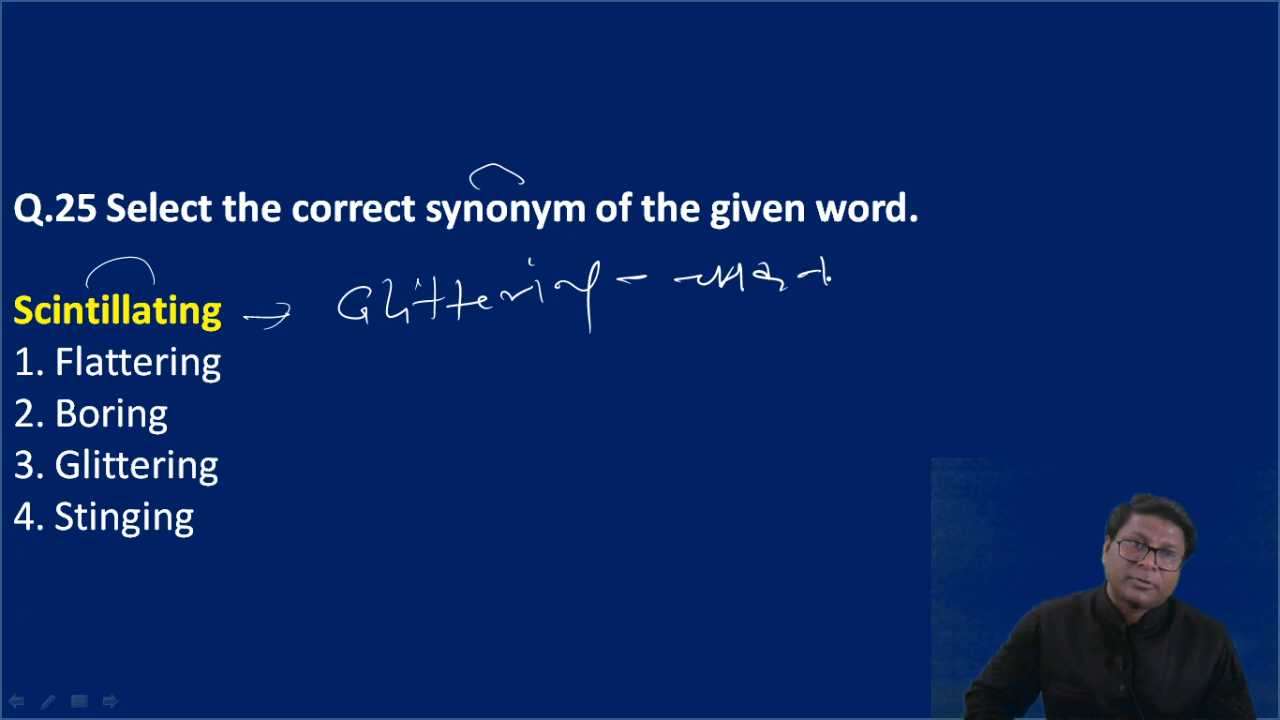 Q.25 Select the correct synonym of the given word.
Scintillating → Glittering -
1. Flattering
2. Boring
3. Glittering
4. Stinging